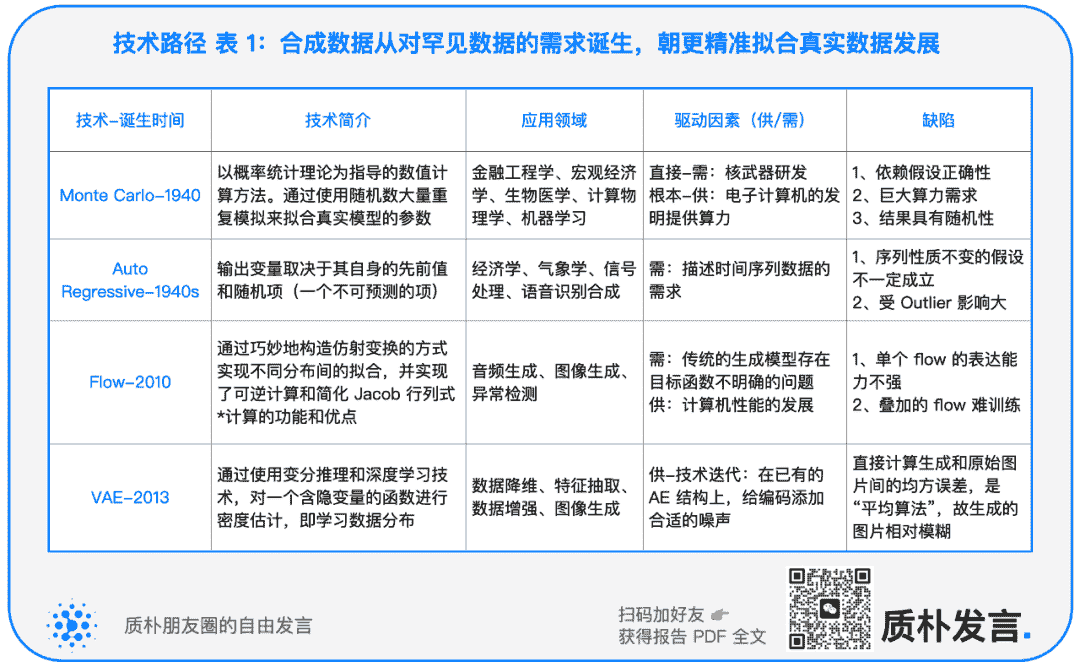 技术路径 表 1：合成数据从对罕见数据的需求诞生，朝更精准拟合真实数据发展
技术-诞生时间
技术简介
应用领域
驱动因素（供/需）
缺陷
Monte Carlo-1940
以概率统计理论为指导的数值计
算方法。通过使用随机数大量重
复模拟来拟合真实模型的参数
金融工程学、宏观经济
学、生物医学、计算物
理学、机器学习
直接-需：核武器研发
根本-供：电子计算机的发
明提供算力
1、依赖假设正确性
2、巨大算力需求
3、结果具有随机性
Auto
Regressive-1940s
输出变量取决于其自身的先前值
和随机项（一个不可预测的项）
经济学、气象学、信号
处理、语音识别合成
需：描述时间序列数据的
需求
1、序列性质不变的假设
不一定成立
2、受 Outlier 影响大
Flow-2010
通过巧妙地构造仿射变换的方式
实现不同分布间的拟合，并实现
了可逆计算和简化 Jacob 行列式
*计算的功能和优点
音频生成、图像生成、
异常检测
需：传统的生成模型存在
目标函数不明确的问题
供：计算机性能的发展
1、单个 flow 的表达能
力不强
2、叠加的 flow 难训练
VAE-2013
通过使用变分推理和深度学习技
术，对一个含隐变量的函数进行
密度估计，即学习数据分布
数据降维、特征抽取、
数据增强、图像生成
供-技术迭代：在已有的
AE 结构上，给编码添加
合适的噪声
直接计算生成和原始图
片间的均方误差，是
“平均算法”，故生成的
图片相对模糊
质朴朋友圈的自由发言
扫码加好友
获得报告 PDF 全文
质朴发言.